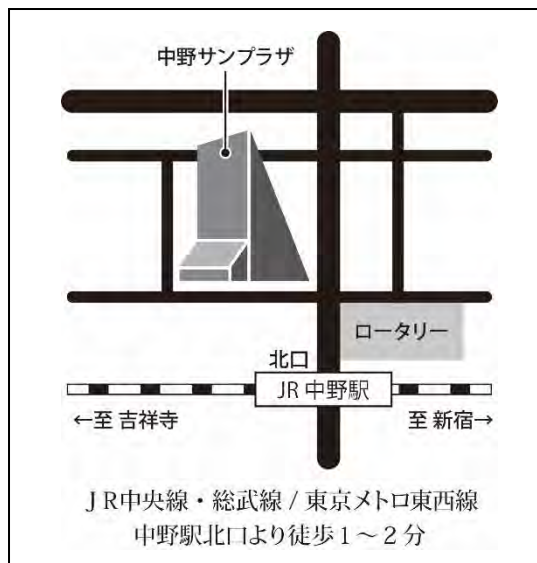 中野サンプラザ
ロータリー
北口
JR 中野駅
←至 吉祥寺
至 新宿→
JR中央線・総武線 / 東京メトロ東西線
中野駅北口より徒歩1～2分